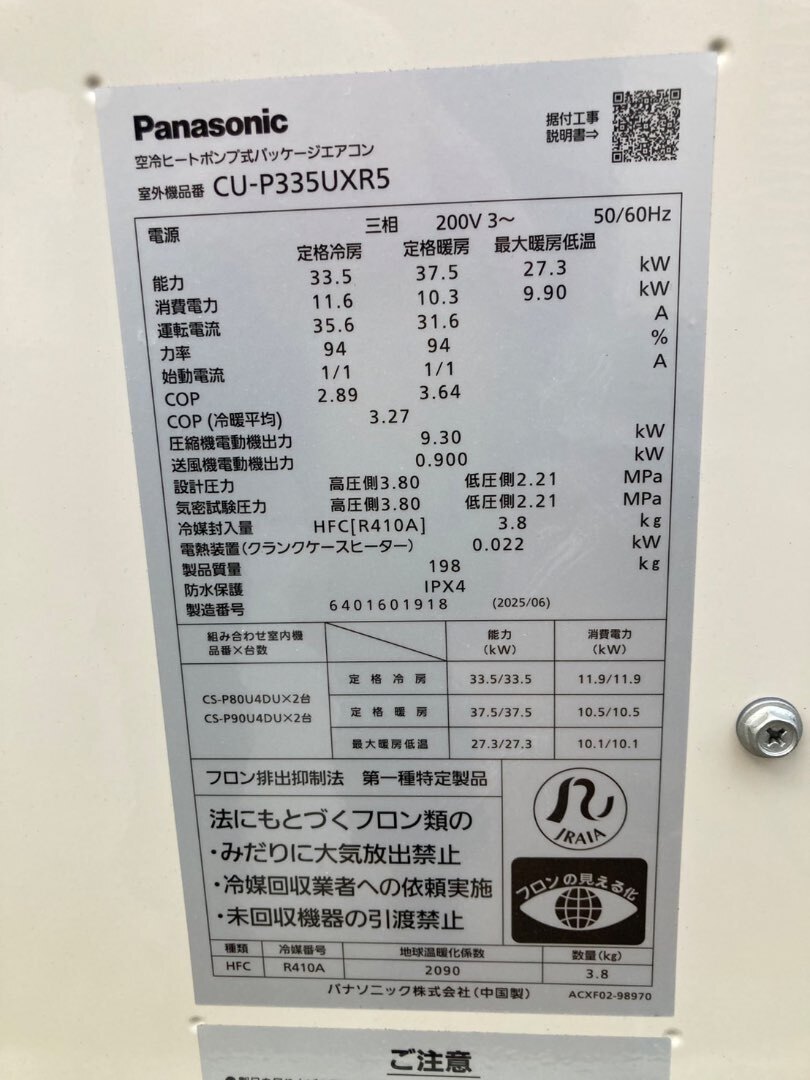 Panasonic
据付工事
説明書⇒
空冷ヒートポンプ式パッケージエアコン
室外機品番 CU-P335UXR5
電源 三相 200V 3～ 50/60Hz
定格冷房 定格暖房 最大暖房低温
能力 33.5 37.5 27.3 kW
消費電力 11.6 10.3 9.90 kW
運転電流 35.6 31.6 A
力率 94 94 %
始動電流 1/1 1/1 A
COP 2.89 3.64
COP (冷暖平均) 3.27
圧縮機電動機出力 9.30 kW
送風機電動機出力 0.900 kW
設計圧力 高圧側3.80 低圧側2.21 MPa
気密試験圧力 高圧側3.80 低圧側2.21 MPa
冷媒封入量 HFC[R410A] 3.8 kg
電熱装置(クランクケースヒーター) 0.022 kW
製品質量 198 kg
防水保護 IPX4
製造番号 6401601918 (2025/06)
組み合わせ室内機 能力 消費電力
品番×台数 (kW) (kW)
定格冷房 33.5/33.5 11.9/11.9
CS-P80U4DU×2台
定格暖房 37.5/37.5 10.5/10.5
CS-P90U4DU×2台
最大暖房低温 27.3/27.3 10.1/10.1
フロン排出抑制法 第一種特定製品
法にもとづくフロン類の
・みだりに大気放出禁止
・冷媒回収業者への依頼実施
・未回収機器の引渡禁止
JRAIA
フロンの見える化
種類 冷媒番号 地球温暖化係数 数量(kg)
HFC R410A 2090 3.8
パナソニック株式会社(中国製) ACXF02-98970
ご注意